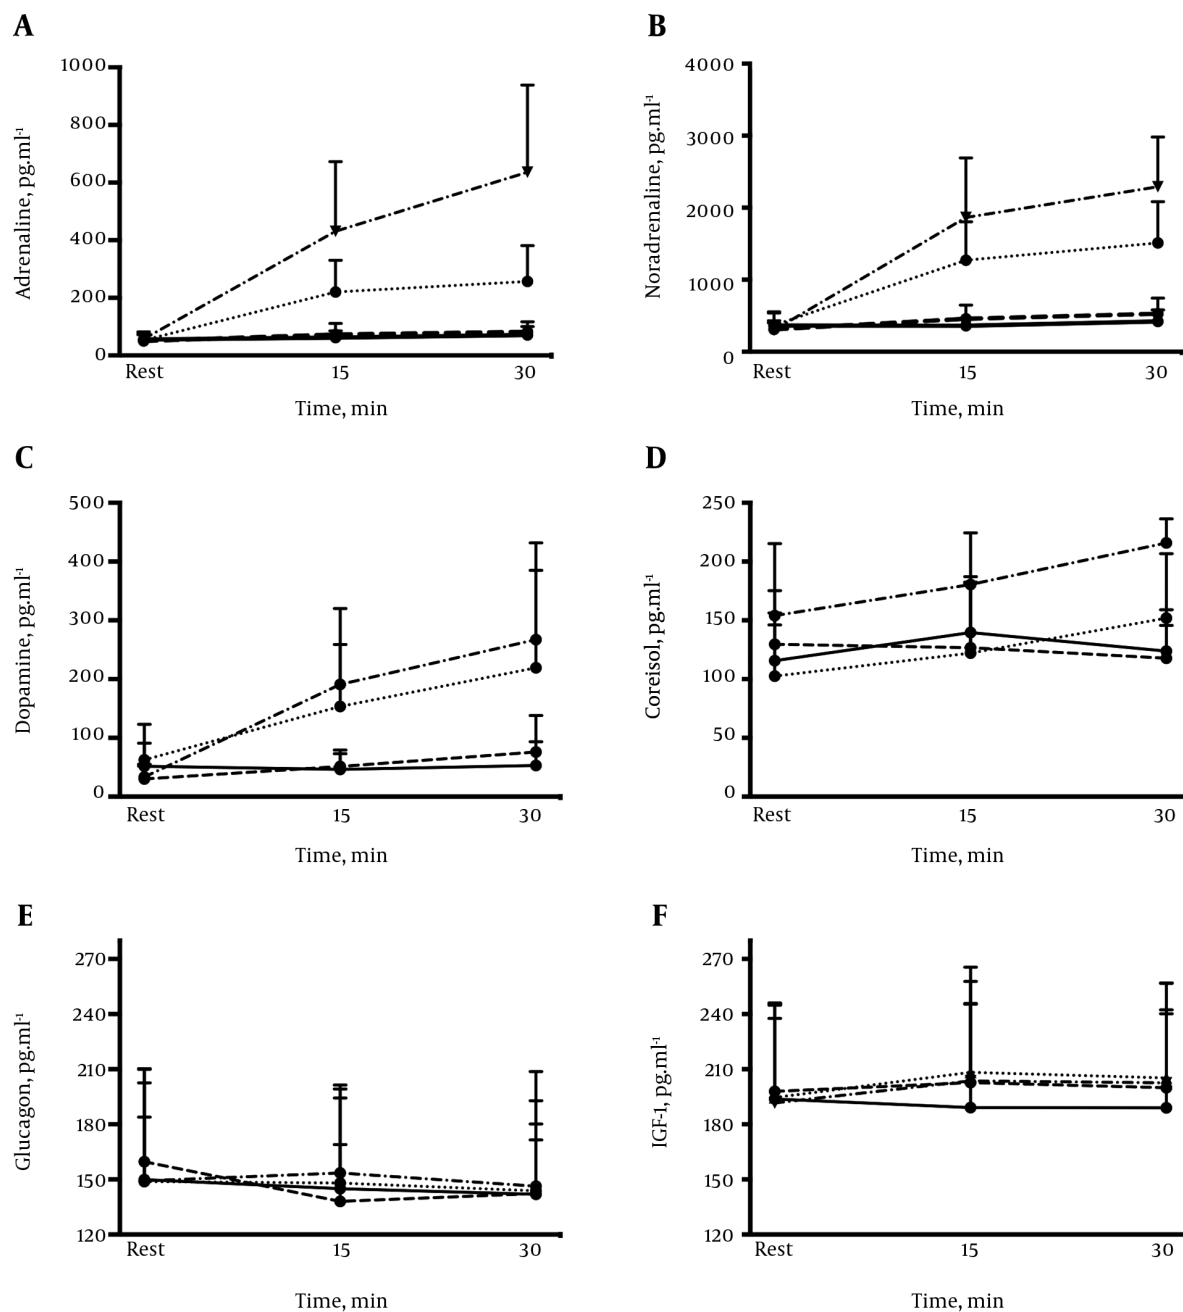 A
Adrenaline, pg.ml-1
1000
800
600
400
200
0
Rest 15 30
Time, min
B
Noradrenaline, pg.ml-1
4000
3000
2000
1000
0
Rest 15 30
Time, min
C
Dopamine, pg.ml-1
500
400
300
200
100
0
Rest 15 30
Time, min
D
Coreisol, pg.ml-1
250
200
150
100
50
0
Rest 15 30
Time, min
E
Glucagon, pg.ml-1
270
240
210
180
150
120
Rest 15 30
Time, min
F
IGF-1, pg.ml-1
270
240
210
180
150
120
Rest 15 30
Time, min